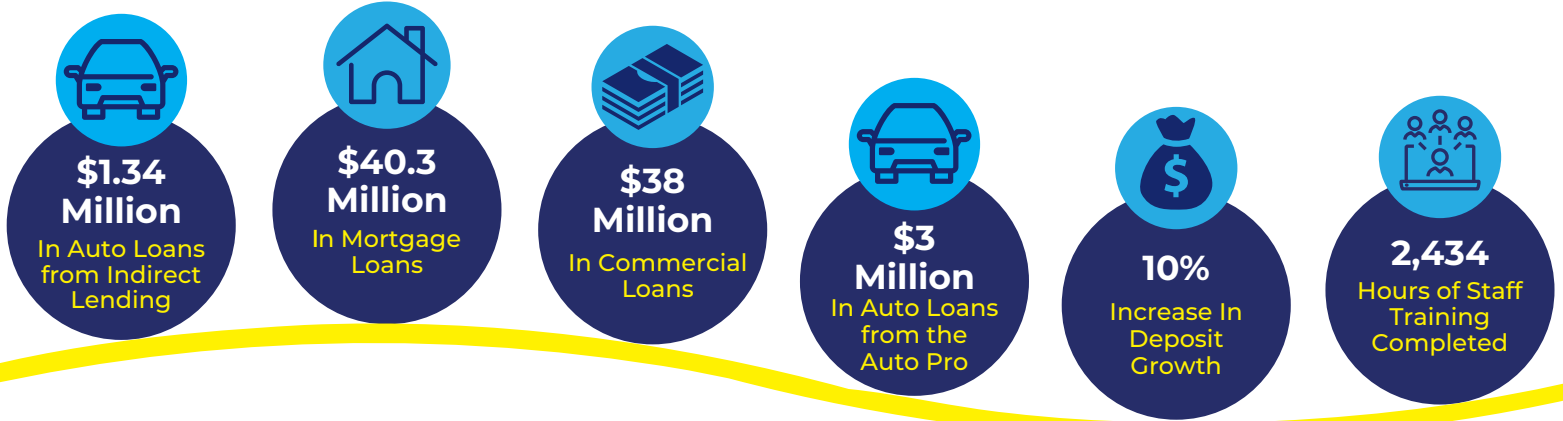 $1.34
Million
In Auto Loans
from Indirect
Lending
$40.3
Million
In Mortgage
Loans
$38
Million
In Commercial
Loans
$3
Million
In Auto Loans
from the
Auto Pro
$
10%
Increase In
Deposit
Growth
2,434
Hours of Staff
Training
Completed